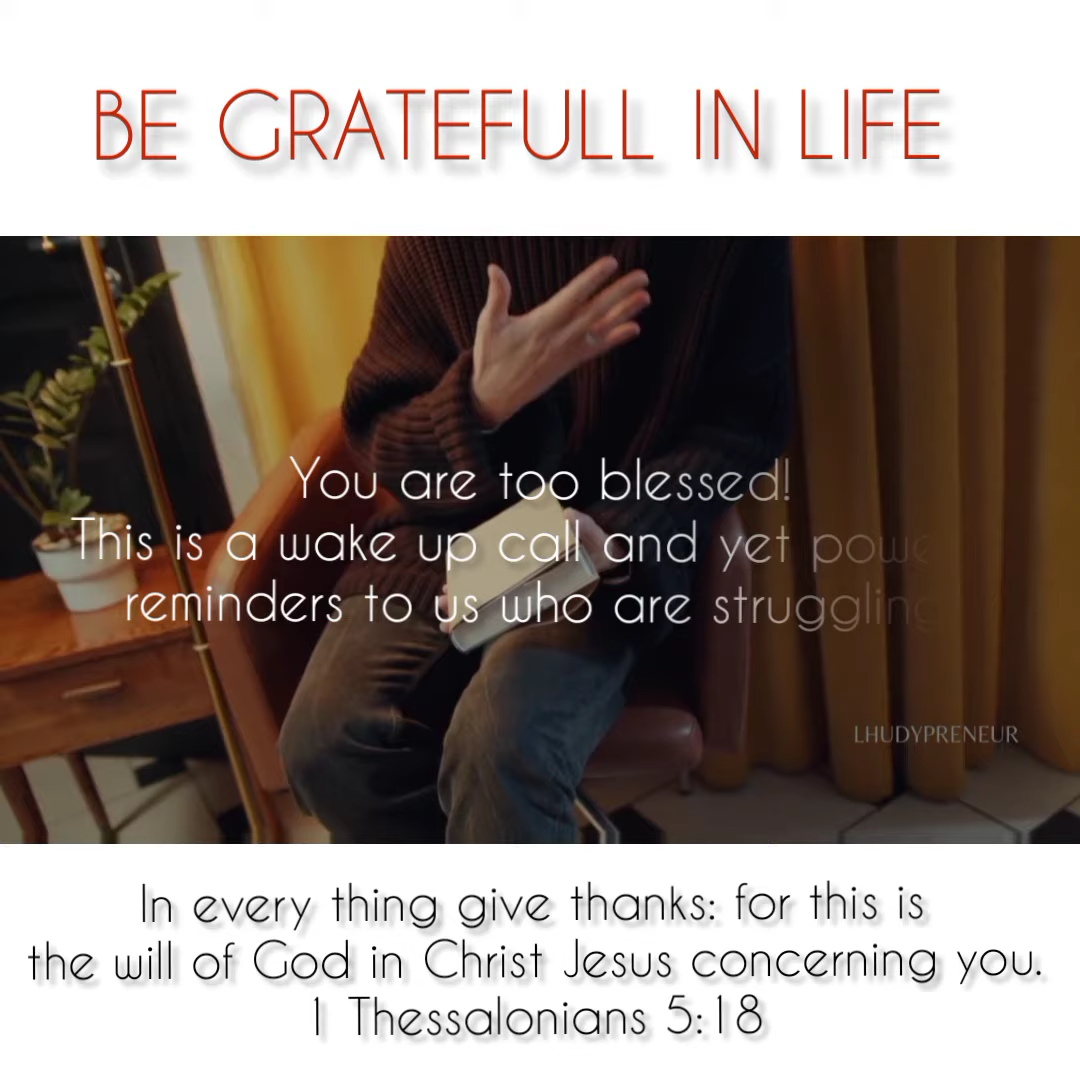 BE GRATEFULL IN LIFE
You are too blessed!
This is a wake up call and yet
reminders to us who are
LHUDYPRENEUR
In every thing give thanks: for this is
the will of God in Christ Jesus concerning you.
1 Thessalonians 5:18